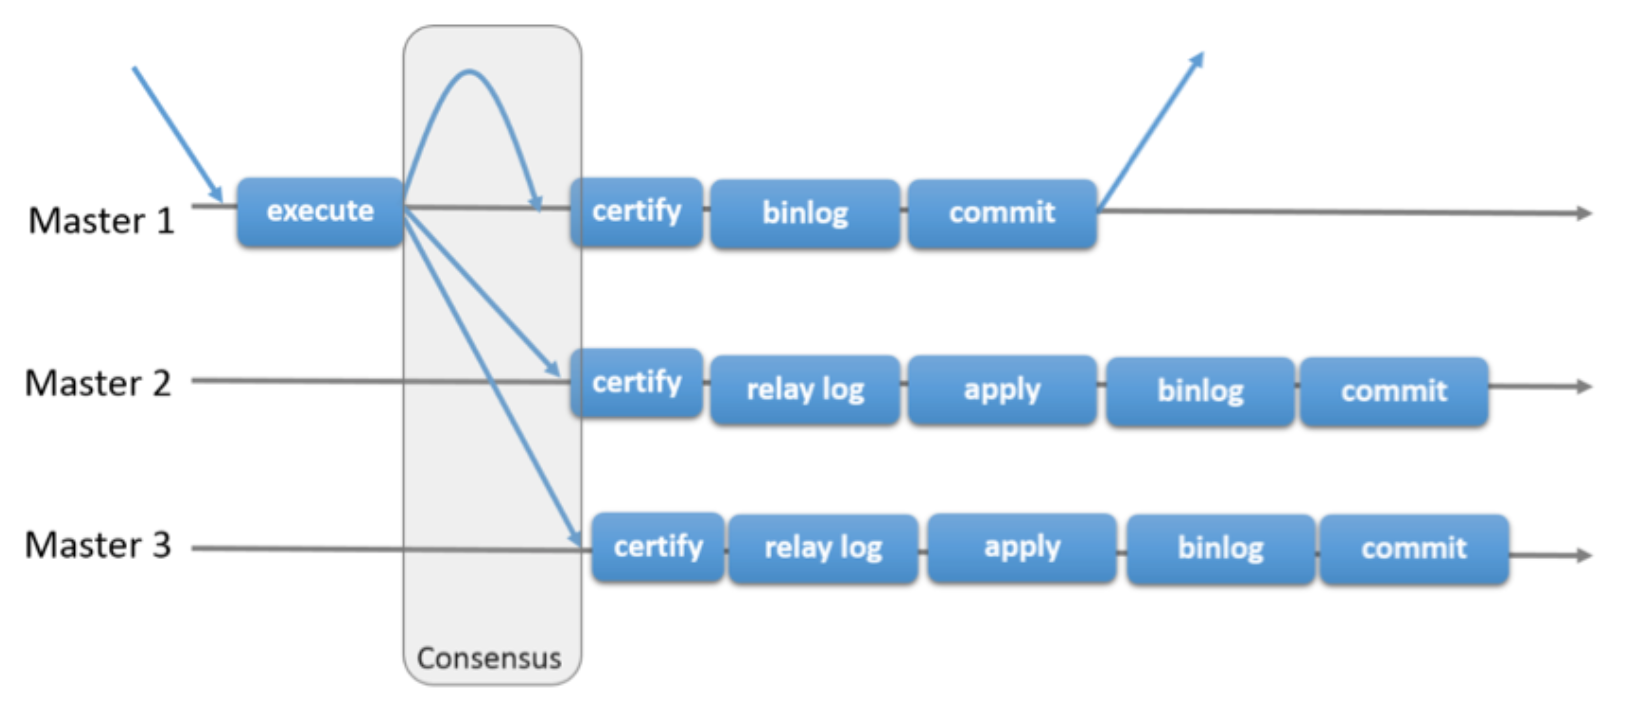 Master 1
execute
certify
binlog
commit
Master 2
certify
relay log
apply
binlog
commit
Master 3
certify
relay log
apply
binlog
commit
Consensus